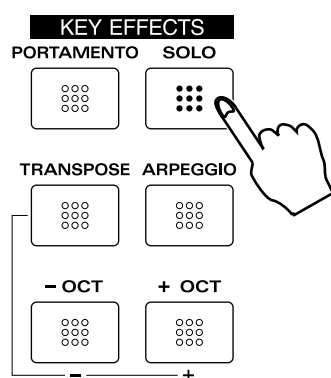 KEY EFFECTS
PORTAMENTO SOLO
TRANSPOSE ARPEGGIO
– OCT + OCT
– +